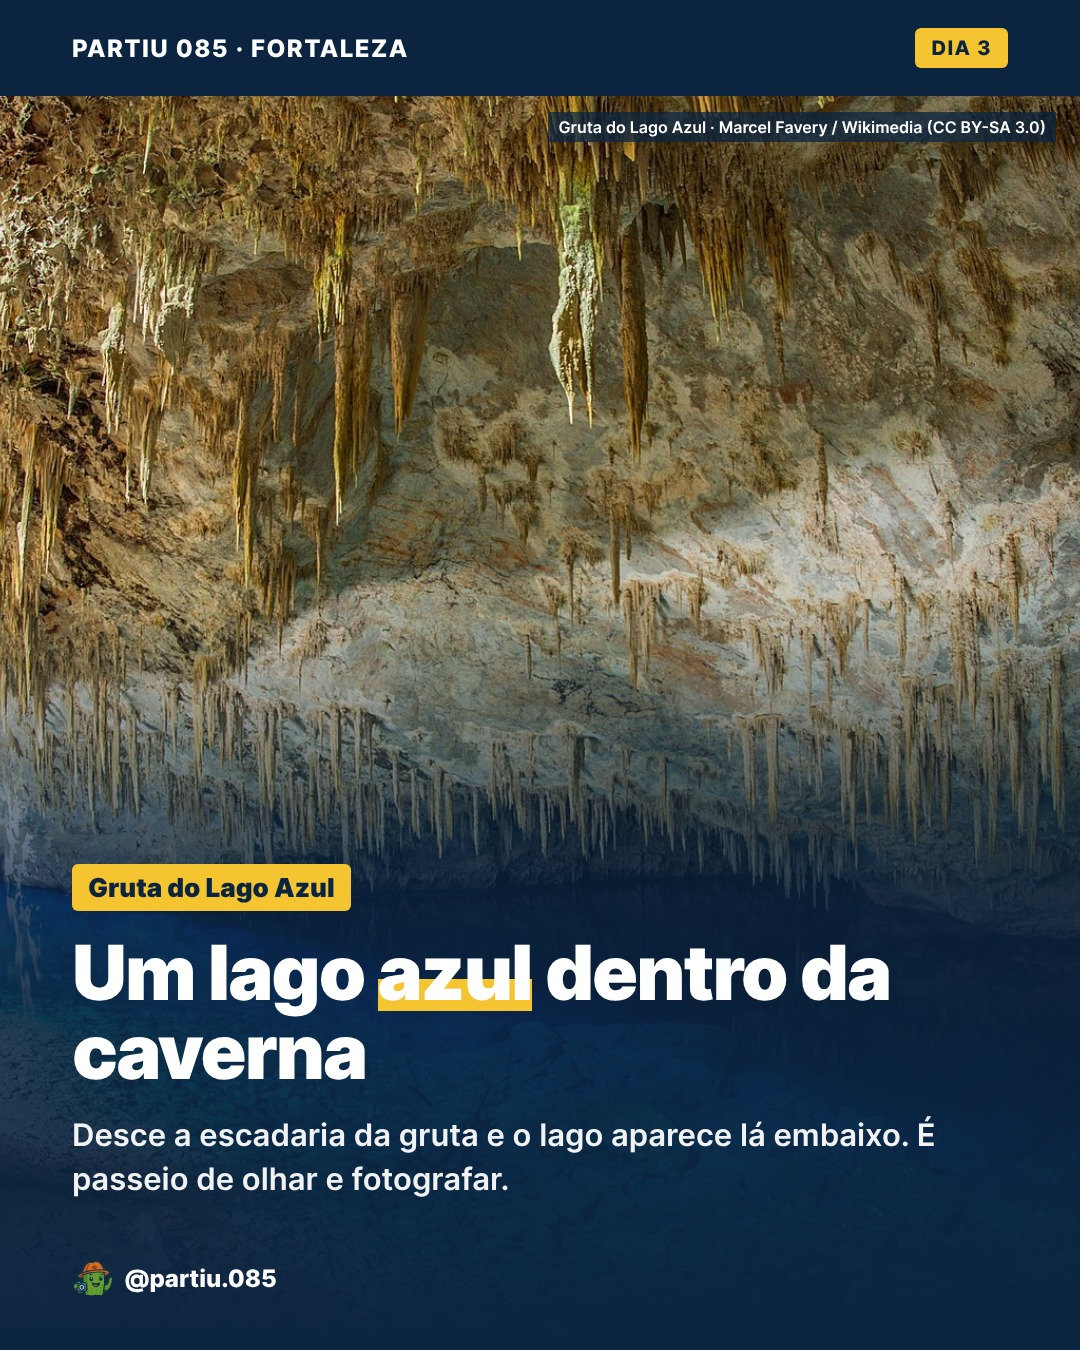 PARTIU 085 · FORTALEZA
DIA 3
Gruta do Lago Azul · Marcel Favery / Wikimedia (CC BY-SA 3.0)
Gruta do Lago Azul
Um lago azul dentro da
caverna
Desce a escadaria da gruta e o lago aparece lá embaixo. É
passeio de olhar e fotografar.
@partiu.085